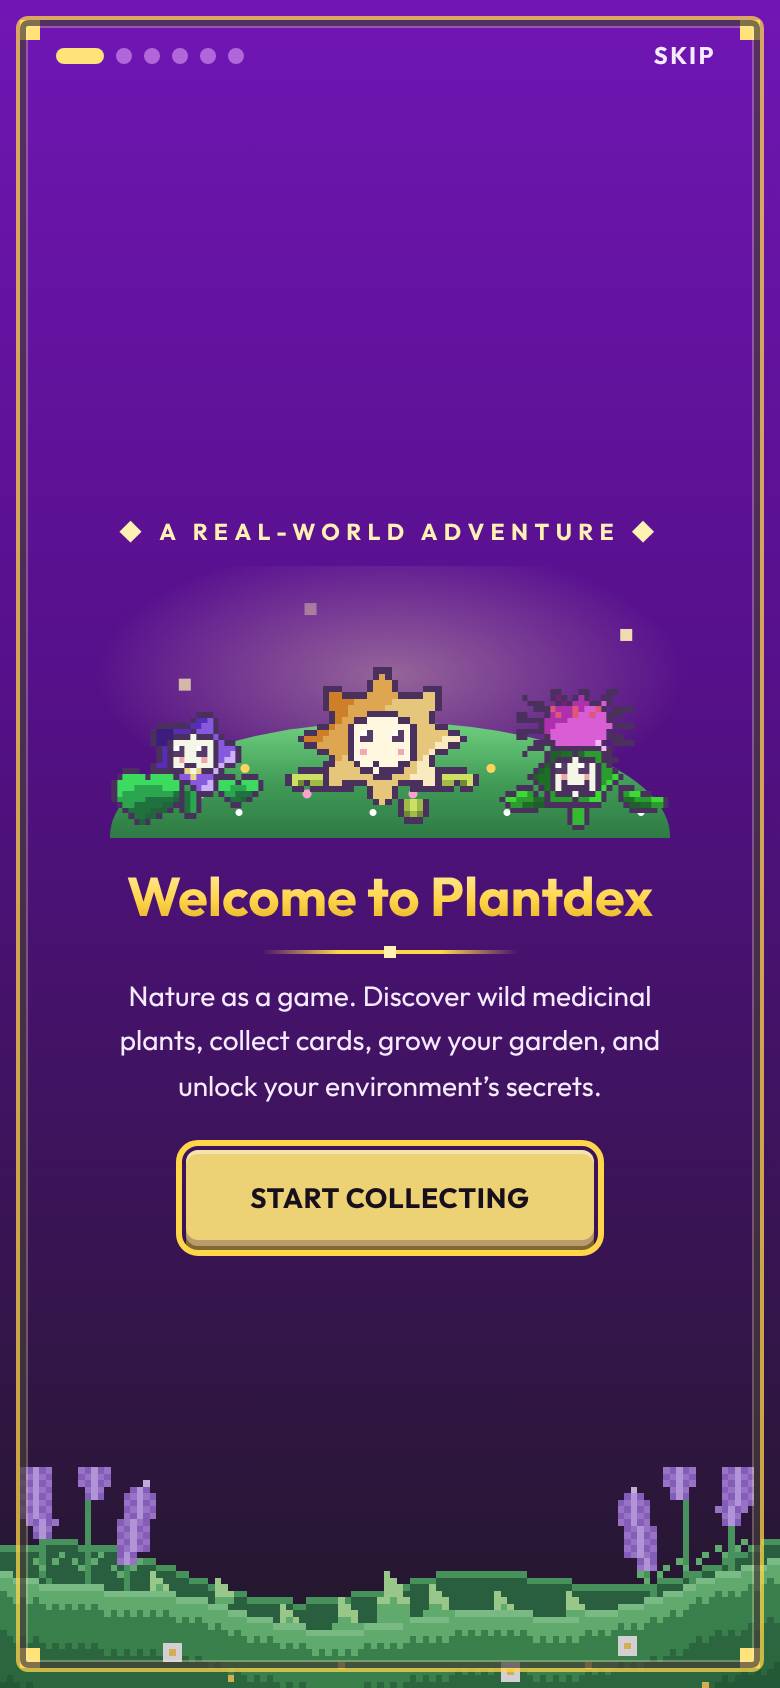 SKIP
A REAL-WORLD ADVENTURE
Welcome to Plantdex
Nature as a game. Discover wild medicinal
plants, collect cards, grow your garden, and
unlock your environment’s secrets.
START COLLECTING